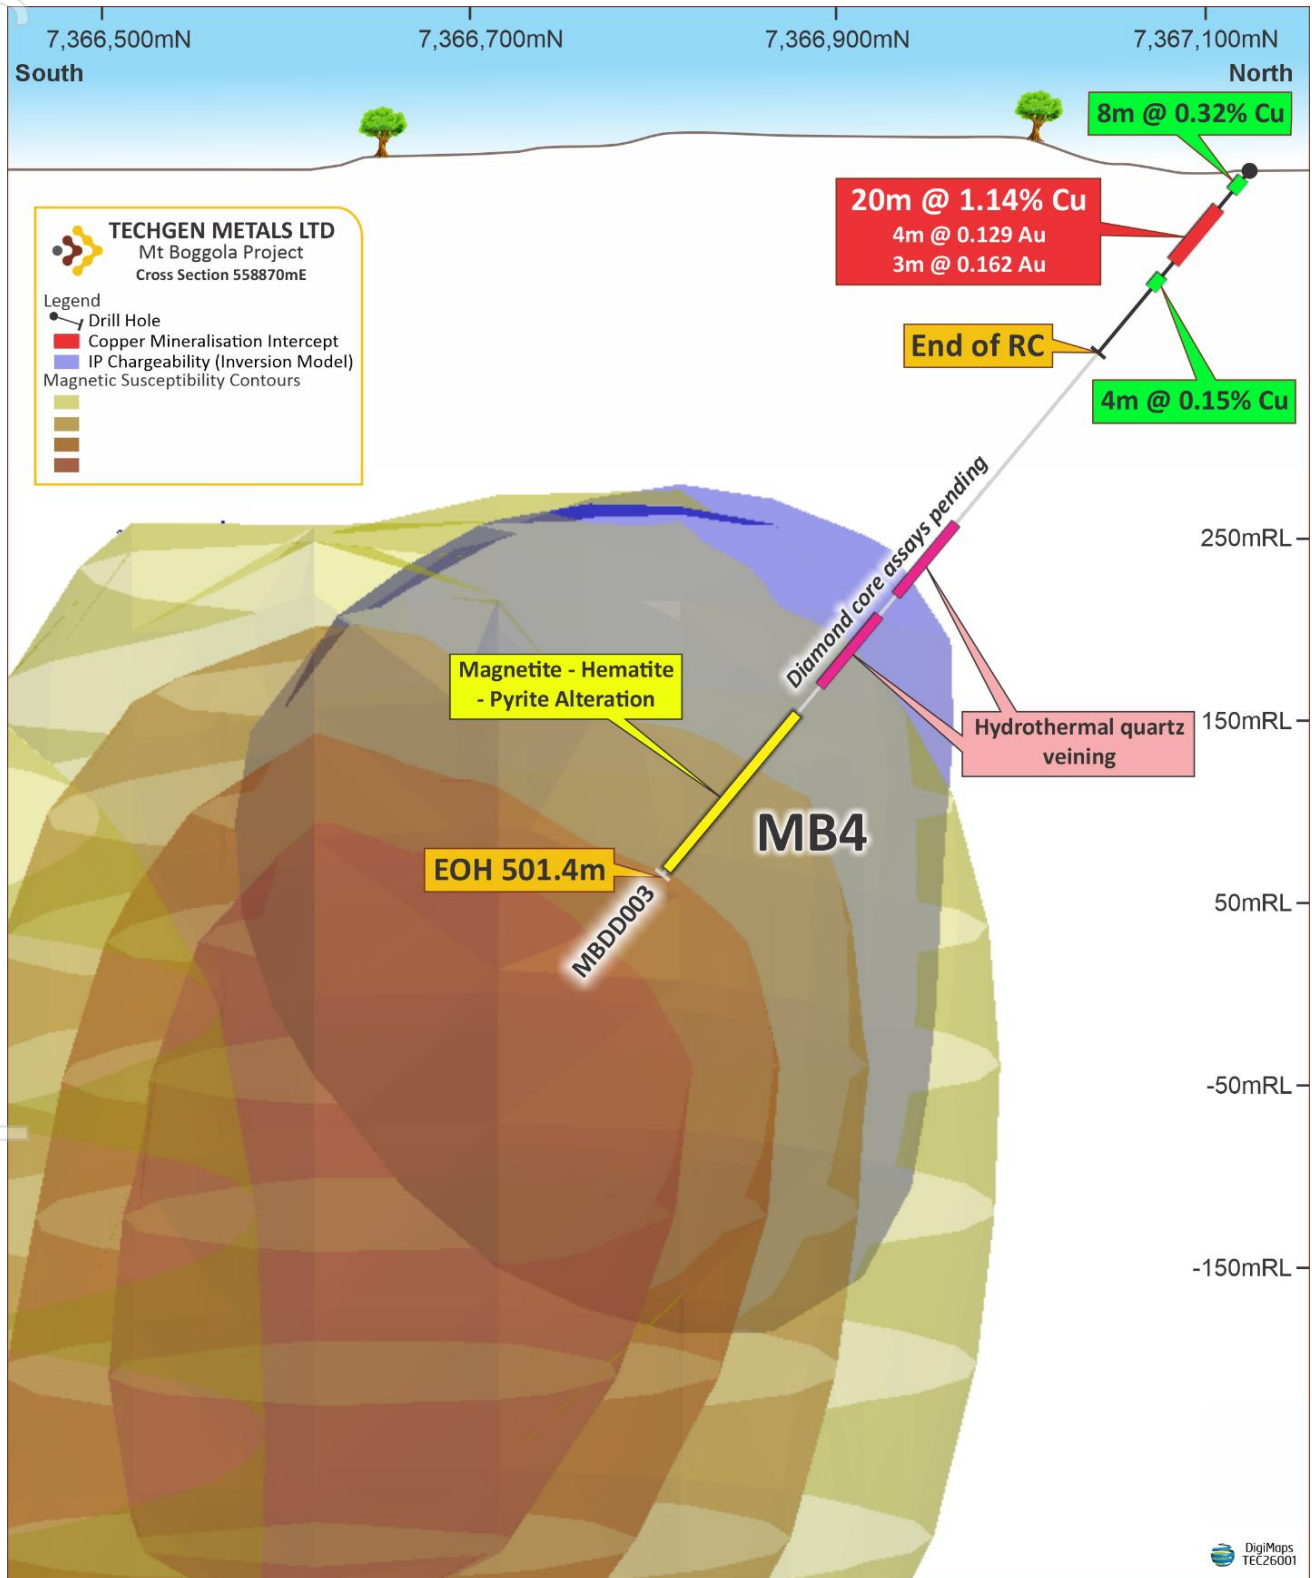 7,366,500mN
7,366,700mN
7,366,900mN
7,367,100mN
South
North
8m @ 0.32% Cu
20m @ 1.14% Cu
4m @ 0.129 Au
3m @ 0.162 Au
TECHGEN METALS LTD
Mt Boggola Project
Cross Section 558870mE
Legend
Drill Hole
Copper Mineralisation Intercept
IP Chargeability (Inversion Model)
Magnetic Susceptibility Contours
End of RC
4m @ 0.15% Cu
Diamond core assays pending
250mRL
Magnetite - Hematite
- Pyrite Alteration
Hydrothermal quartz
veining
150mRL
MB4
EOH 501.4m
MBDD003
50mRL
-50mRL
-150mRL
DigiMaps
TEC26001